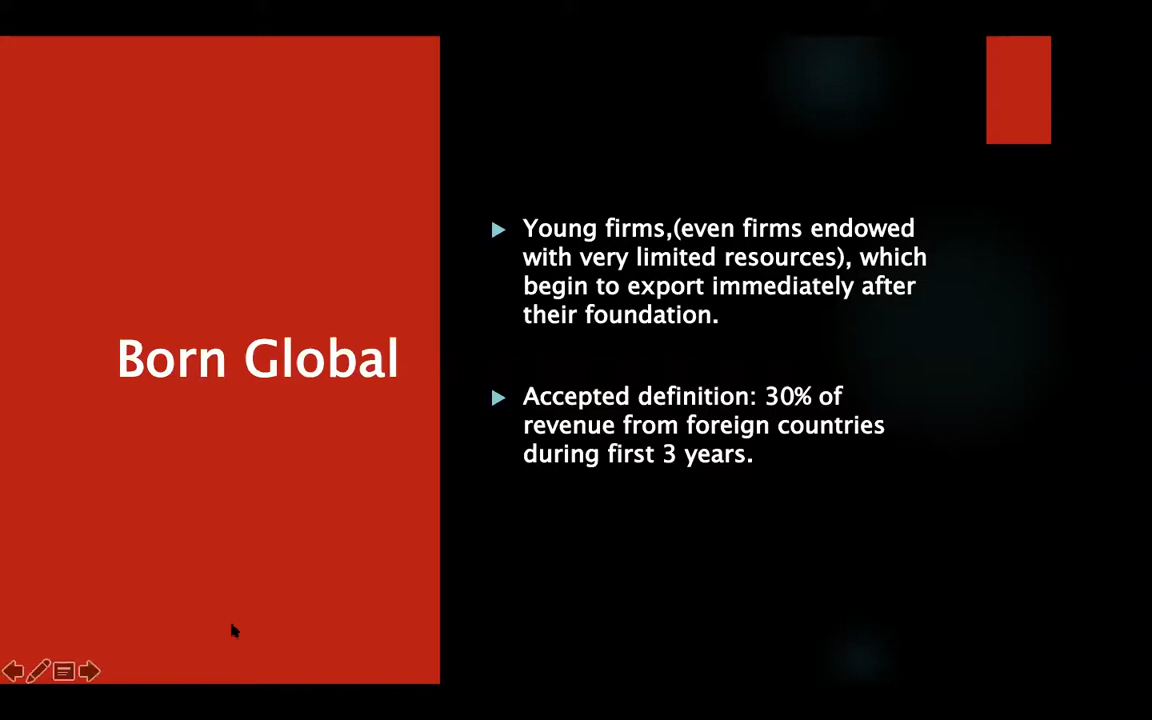 Born Global
Young firms,(even firms endowed
with very limited resources), which
begin to export immediately after
their foundation.
Accepted definition: 30% of
revenue from foreign countries
during first 3 years.